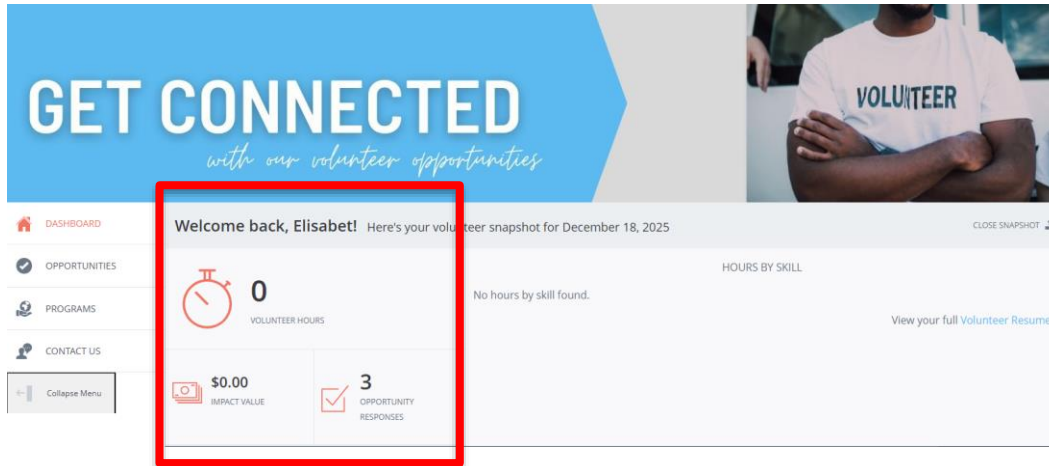 GET CONNECTED
with our volunteer opportunities
VOLUNTEER
DASHBOARD
OPPORTUNITIES
PROGRAMS
CONTACT US
Collapse Menu
Welcome back, Elisabet! Here's your volunteer snapshot for December 18, 2025
CLOSE SNAPSHOT
0
VOLUNTEER HOURS
$0.00
IMPACT VALUE
3
OPPORTUNITY
RESPONSES
HOURS BY SKILL
No hours by skill found.
View your full Volunteer Resume